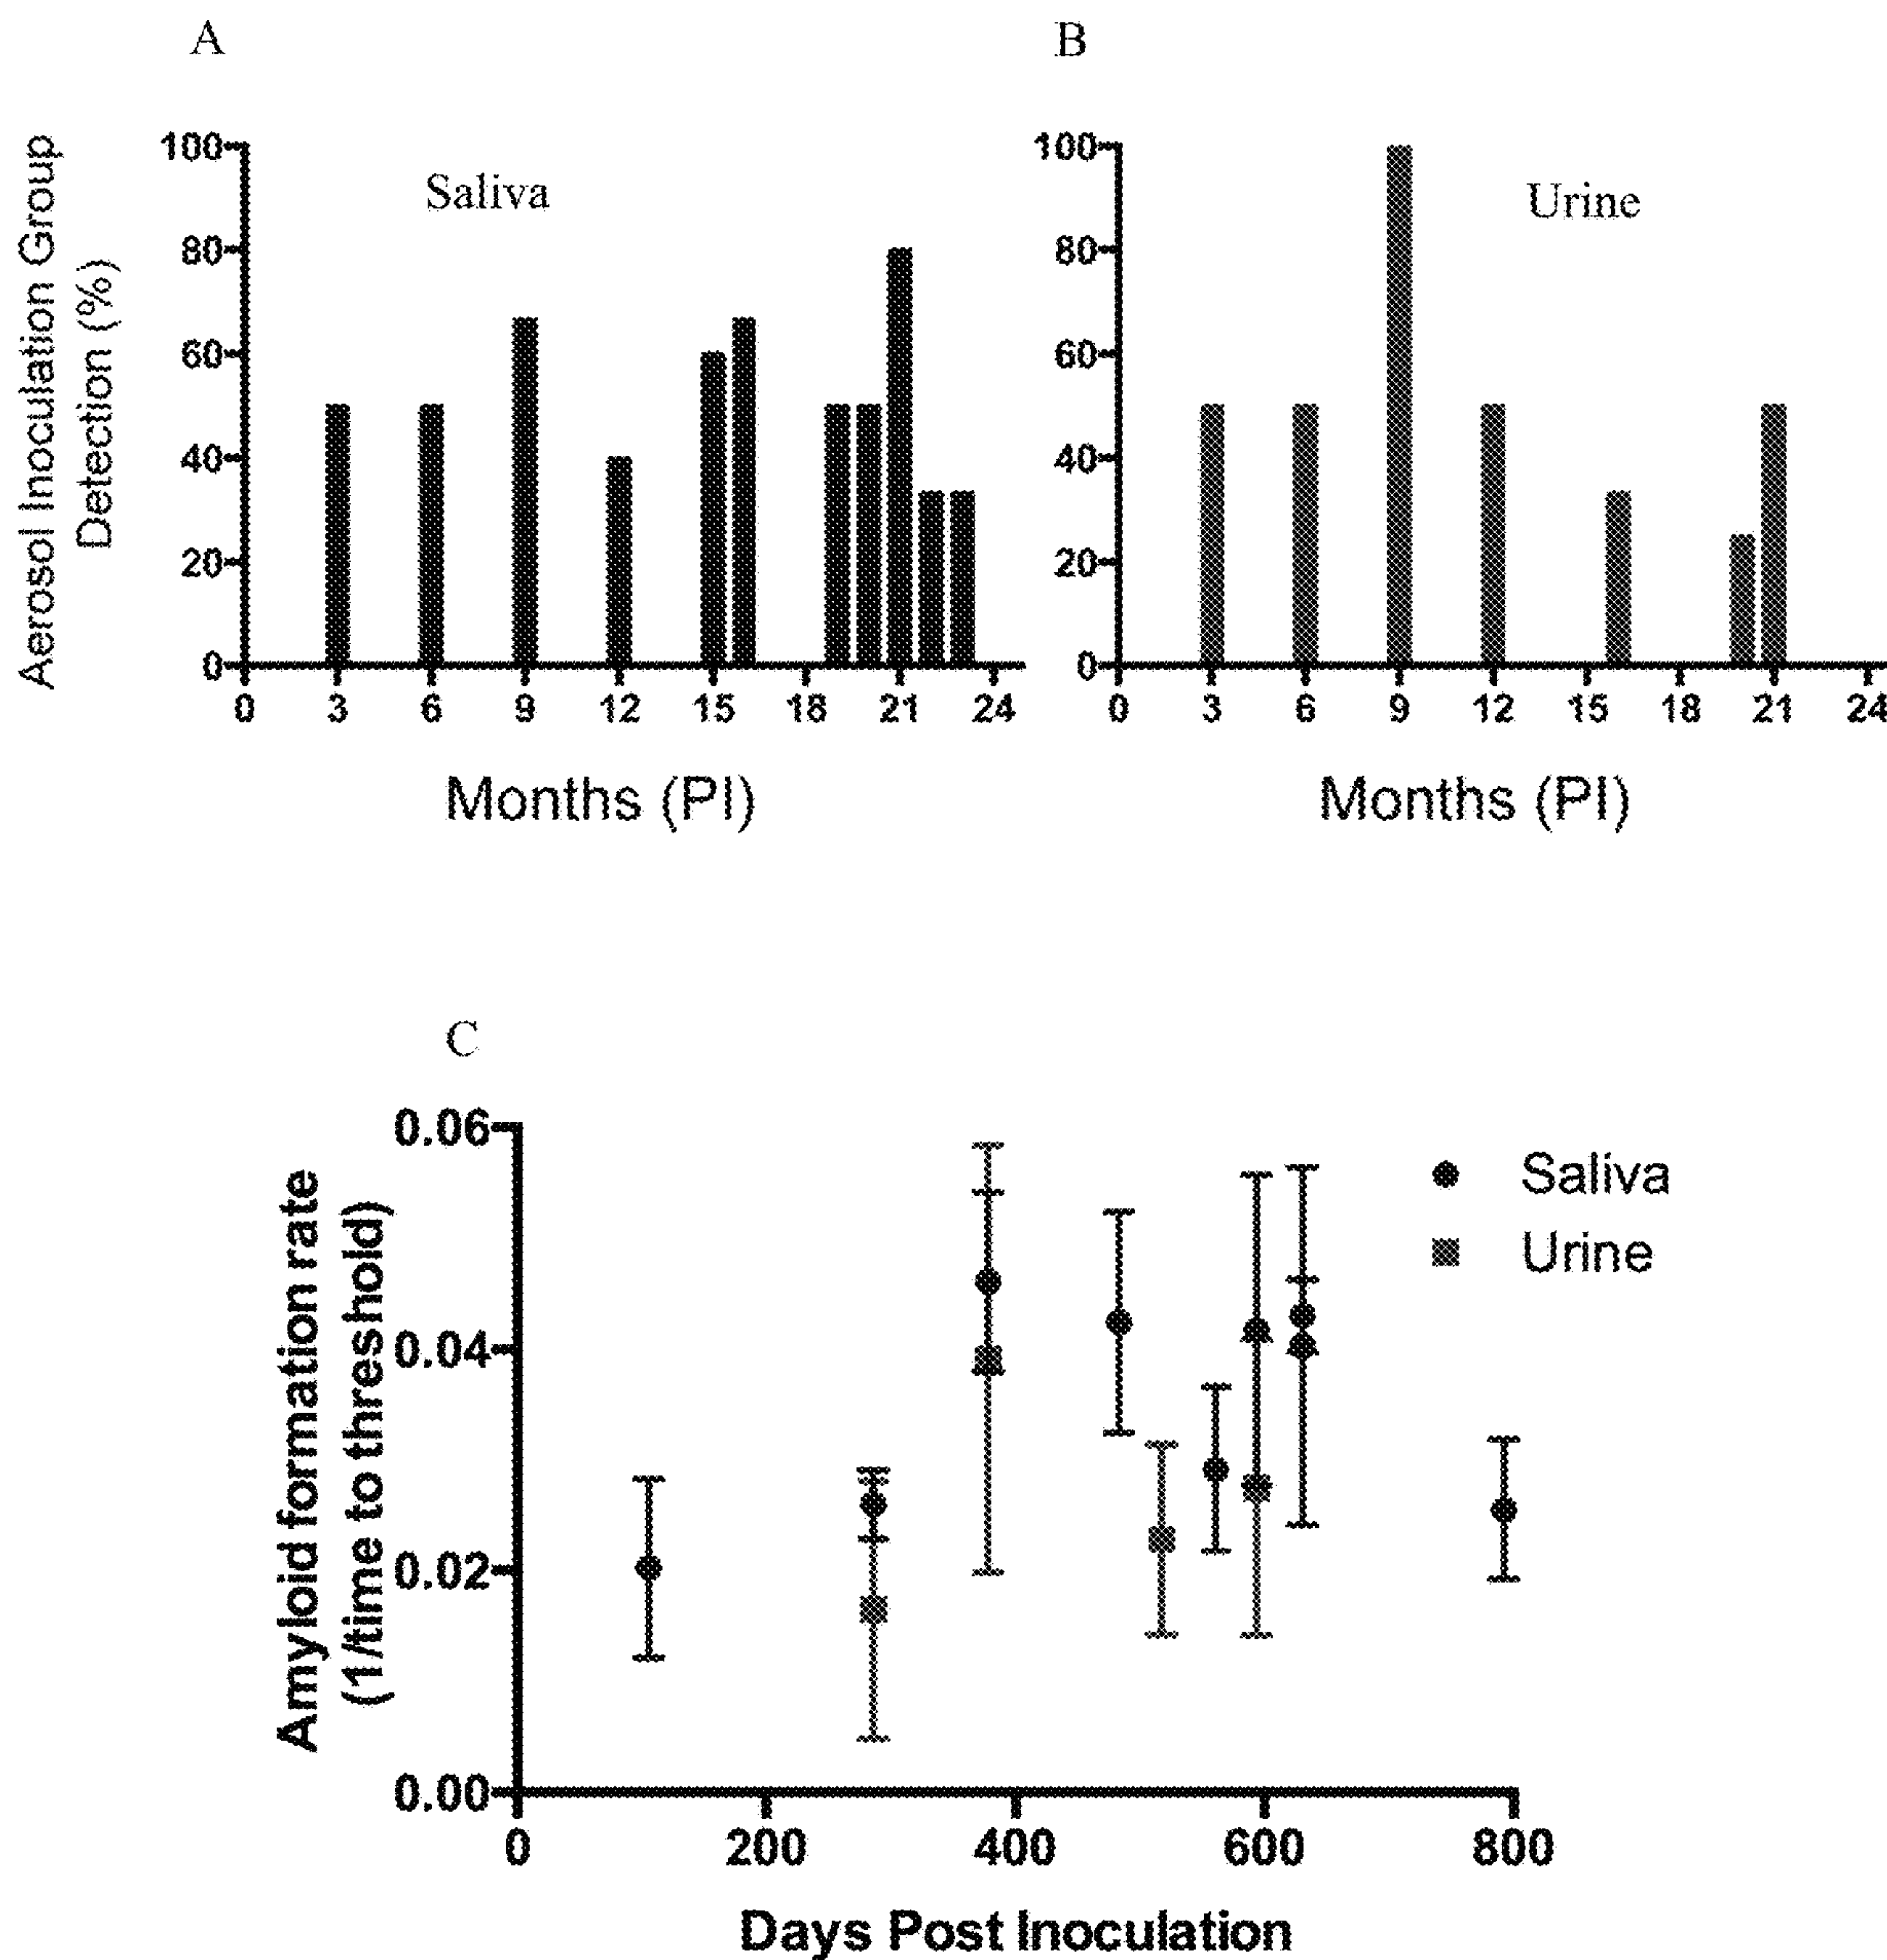 A
B
Aerosol Inoculation Group
Detection (%)
100
80
60
40
20
0
Saliva
0 3 6 9 12 15 18 21 24
Months (PI)
100
80
60
40
20
0
Urine
0 3 6 9 12 15 18 21 24
Months (PI)
C
Amyloid formation rate
(1/time to threshold)
0.06
0.04
0.02
0.00
Saliva
Urine
0 200 400 600 800
Days Post Inoculation